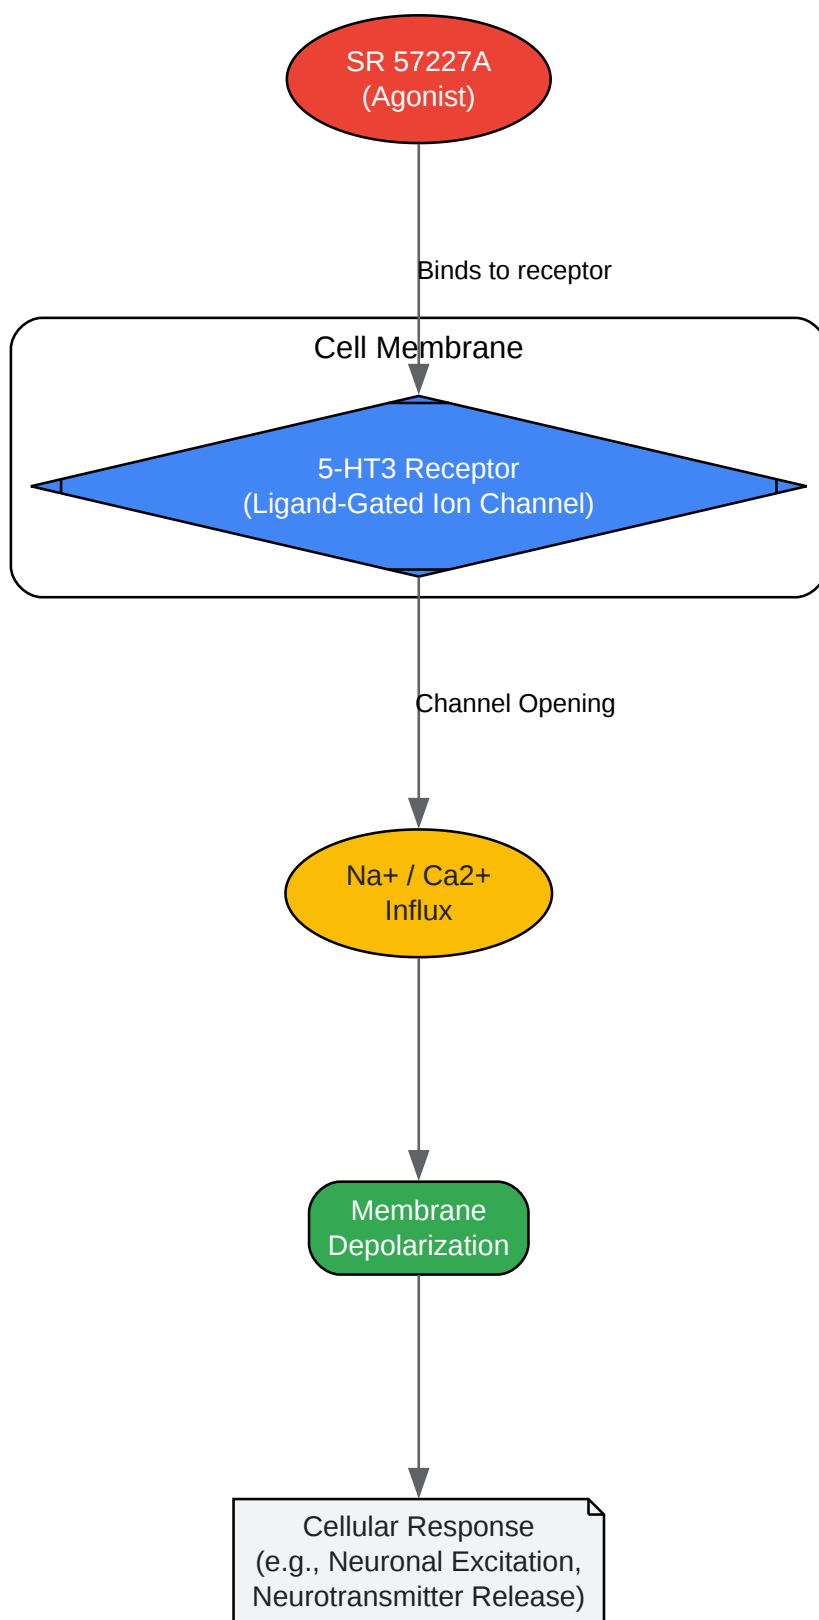 SR 57227A
(Agonist)
Binds to receptor
Cell Membrane
5-HT3 Receptor
(Ligand-Gated Ion Channel)
Channel Opening
Na+ / Ca2+
Influx
Membrane
Depolarization
Cellular Response
(e.g., Neuronal Excitation,
Neurotransmitter Release)